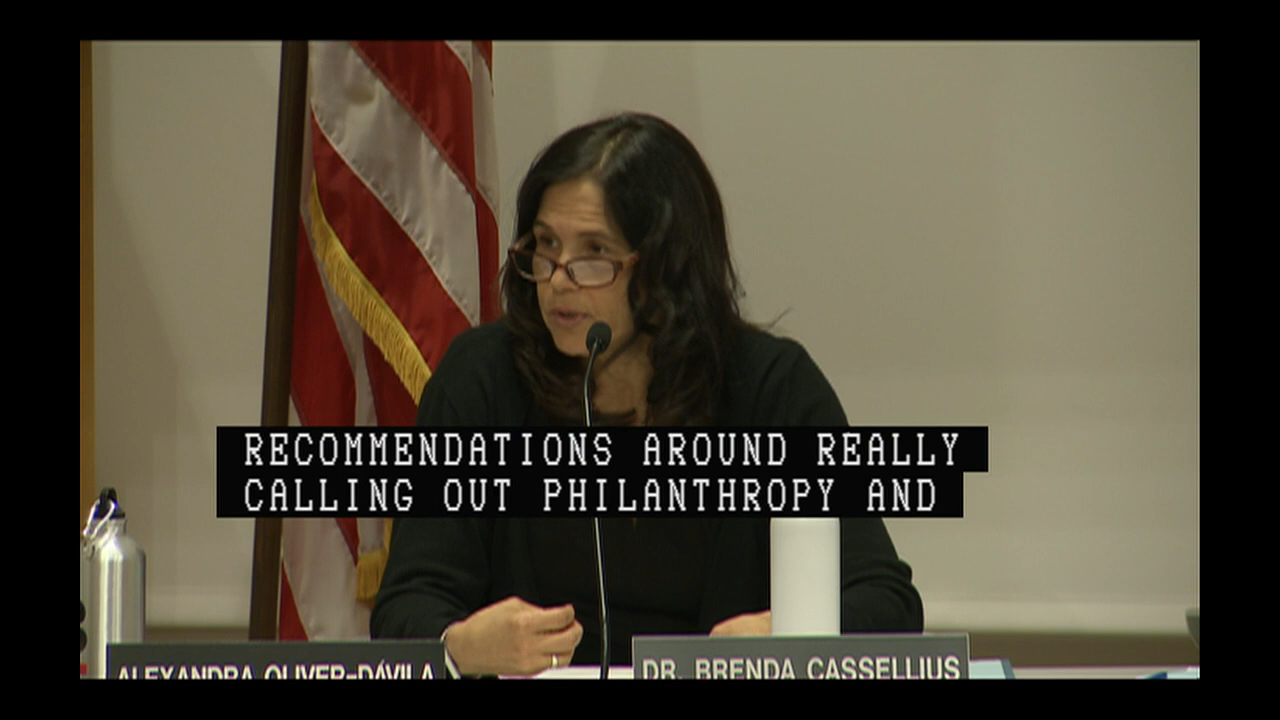 RECOMMENDATIONS AROUND REALLY
CALLING OUT PHILANTHROPY AND
ALEXANDRA OLIVER-DÁVILA
DR. BRENDA CASSELLIUS